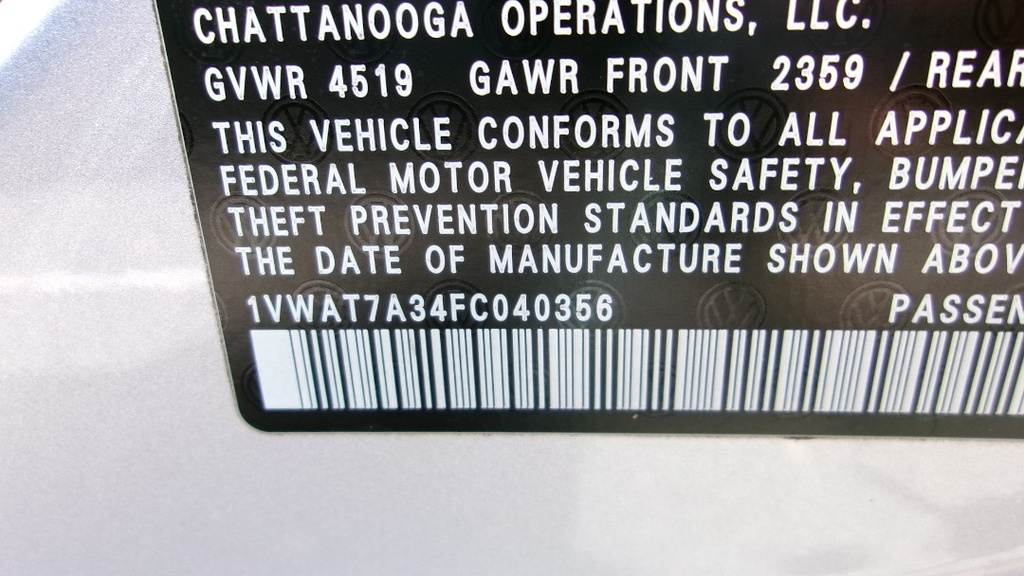 CHATTANOOGA OPERATIONS, LLC.
GVWR 4519 GAWR FRONT 2359 / REAR
THIS VEHICLE CONFORMS TO ALL APPLICA
FEDERAL MOTOR VEHICLE SAFETY, BUMPE
THEFT PREVENTION STANDARDS IN EFFECT
THE DATE OF MANUFACTURE SHOWN ABOV
1VWAT7A34FC040356 PASSEN